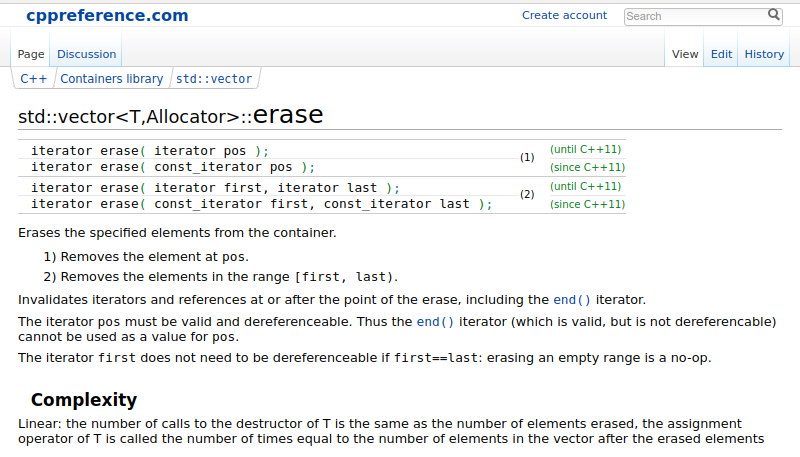 cppreference.com
Create account
Search
Page Discussion
View Edit History
C++ Containers library std::vector
std::vector<T,Allocator>::erase
iterator erase( iterator pos ); (until C++11)
(1)
iterator erase( const_iterator pos ); (since C++11)
iterator erase( iterator first, iterator last ); (until C++11)
(2)
iterator erase( const_iterator first, const_iterator last ); (since C++11)
Erases the specified elements from the container.
1) Removes the element at pos.
2) Removes the elements in the range [first, last).
Invalidates iterators and references at or after the point of the erase, including the end() iterator.
The iterator pos must be valid and dereferenceable. Thus the end() iterator (which is valid, but is not dereferencable)
cannot be used as a value for pos.
The iterator first does not need to be dereferenceable if first==last: erasing an empty range is a no-op.
Complexity
Linear: the number of calls to the destructor of T is the same as the number of elements erased, the assignment
operator of T is called the number of times equal to the number of elements in the vector after the erased elements